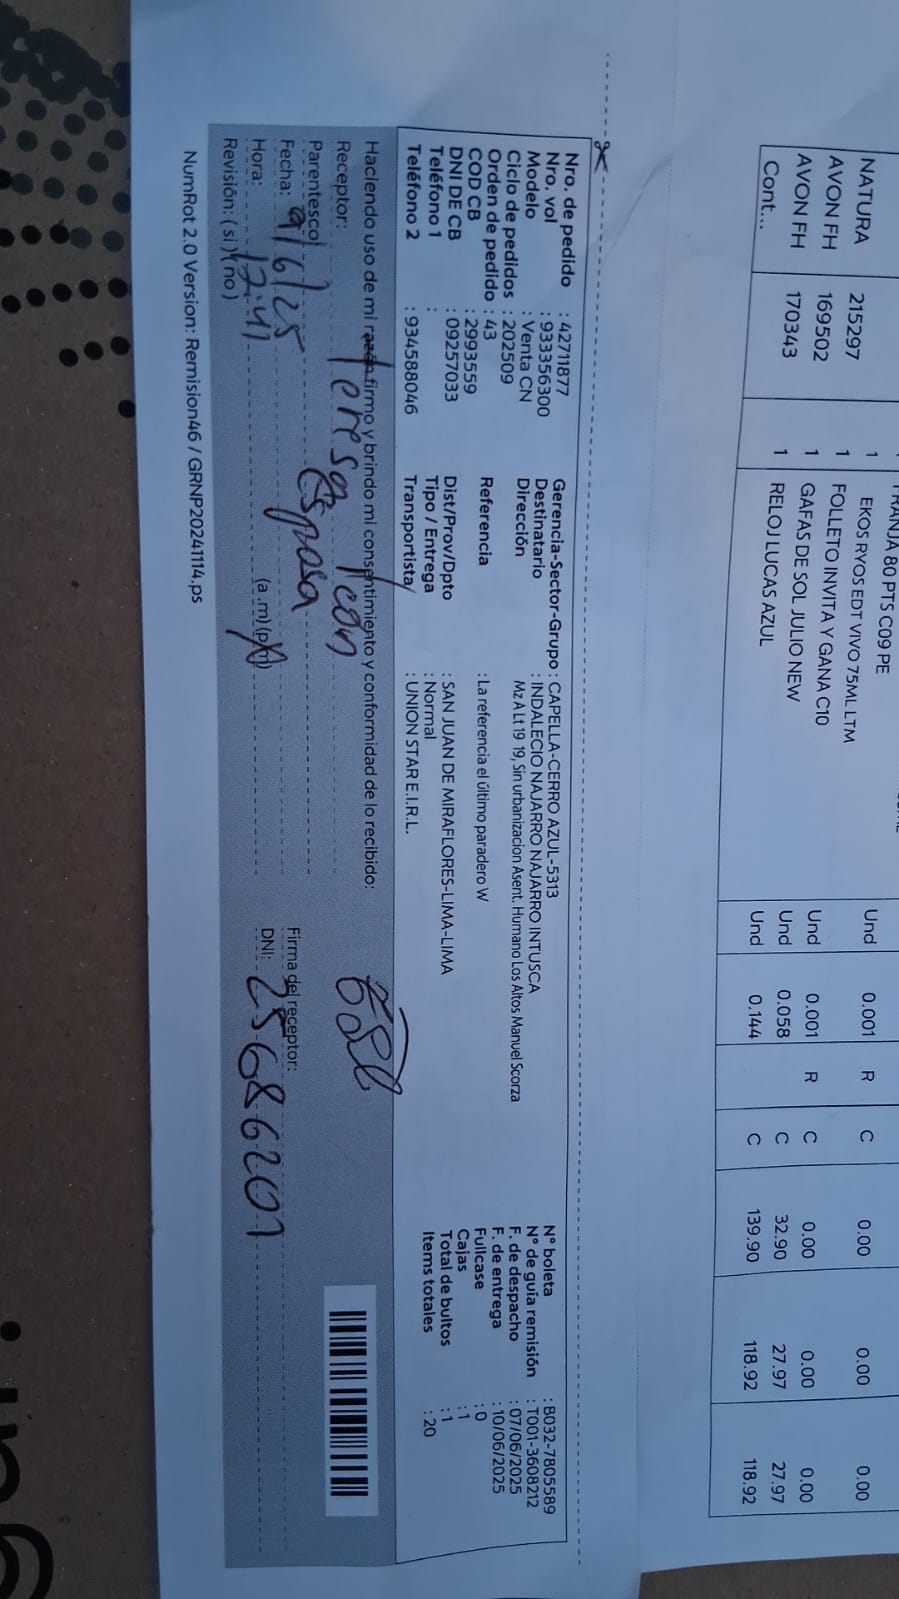 FRANJA 80 PTS C09 PE
NATURA 215297 1 EKOS RYOS EDT VIVO 75ML LTM Und 0.001 R C 0.00 0.00 0.00
AVON FH 169502 1 FOLLETO INVITA Y GANA C10 Und 0.001 R C 0.00 0.00 0.00
AVON FH 170343 1 GAFAS DE SOL JULIO NEW Und 0.058 C 32.90 27.97 27.97
Cont... 1 RELOJ LUCAS AZUL Und 0.144 C 139.90 118.92 118.92
Nro. de pedido : 42711877
Nro. vol : 933356300
Modelo : Venta CN
Ciclo de pedidos : 202509
Orden de pedido : 43
COD CB : 2993559
DNI DE CB : 09257033
Teléfono 1 :
Teléfono 2 : 934588046
Gerencia-Sector-Grupo : CAPELLA-CERRO AZUL-5313
Destinatario : INDALECIO NAJARRO NAJARRO INTUSCA
Dirección Mz A Lt 19 19, Sin urbanizacion Asent. Humano Los Altos Manuel Scorza
Referencia : La referencia el último paradero W
Dist/Prov/Dpto : SAN JUAN DE MIRAFLORES-LIMA-LIMA
Tipo / Entrega : Normal
Transportista : UNION STAR E.I.R.L.
N° boleta : B032-7805589
N° de guía remisión : T001-3608212
F. de despacho : 07/06/2025
F. de entrega : 10/06/2025
Fullcase : 0
Cajas : 1
Total de bultos : 1
Items totales : 20
Haciendo uso de mi razón firmo y brindo mi consentimiento y conformidad de lo recibido:
Receptor: Teresa
Parentesco: Esposa
Fecha: 9/6/25
Hora: 12:41 (a.m) (p.m)
Revisión: ( si ) ( no )
Firma del receptor:
DNI: 25686201
NumRot 2.0 Version: Remision46 / GRNP20241114.ps